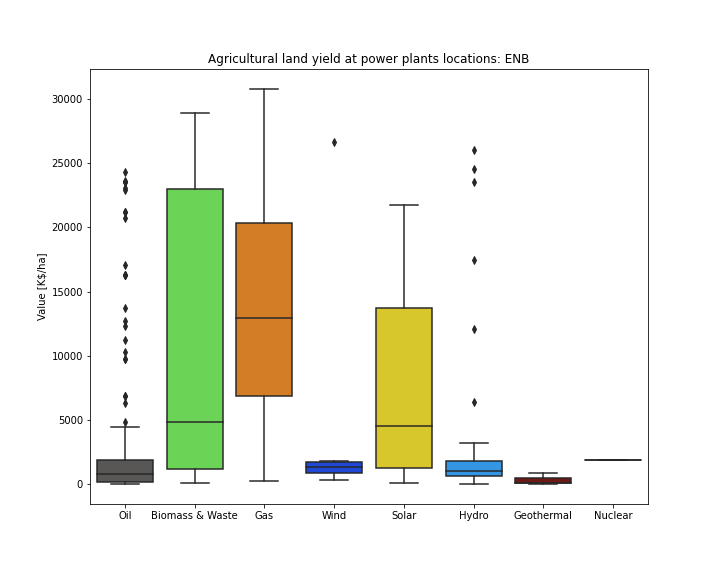 Agricultural land yield at power plants locations: ENB
Value [K$/ha]
30000
25000
20000
15000
10000
5000
0
Oil Biomass & Waste Gas Wind Solar Hydro Geothermal Nuclear